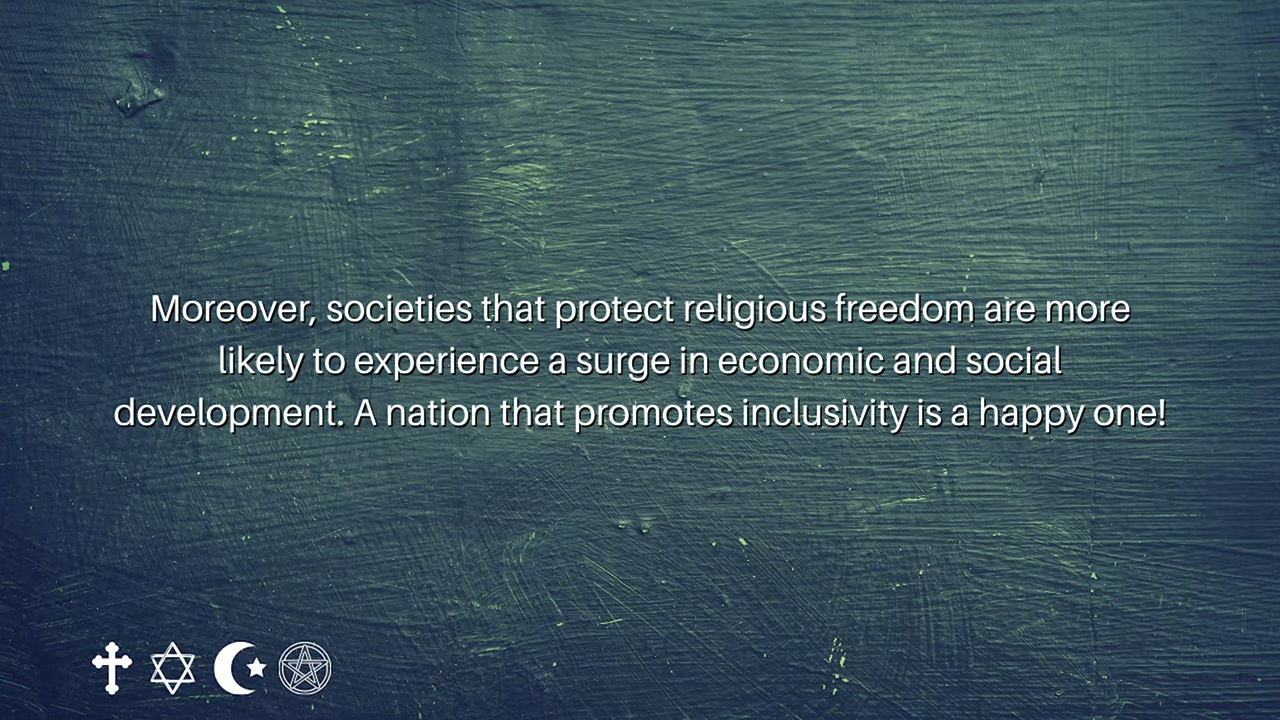 Moreover, societies that protect religious freedom are more
likely to experience a surge in economic and social
development. A nation that promotes inclusivity is a happy one!